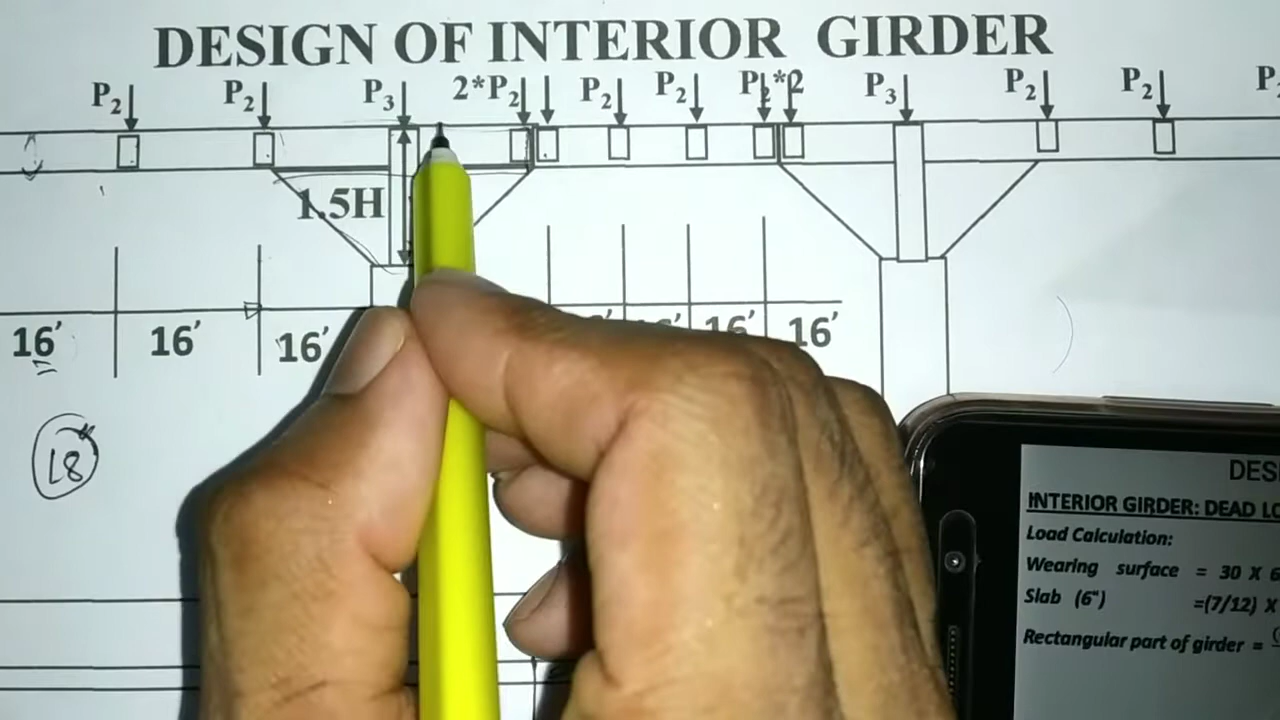 DESIGN OF INTERIOR GIRDER
P2 P2 P3 2*P2 P2 P2 P2*2 P3 P2 P2 P2
1.5H
16' 16' 16' 16' 16'
18
DESI
INTERIOR GIRDER: DEAD LO
Load Calculation:
Wearing surface = 30 X 6
Slab (6") =(7/12) X
Rectangular part of girder =